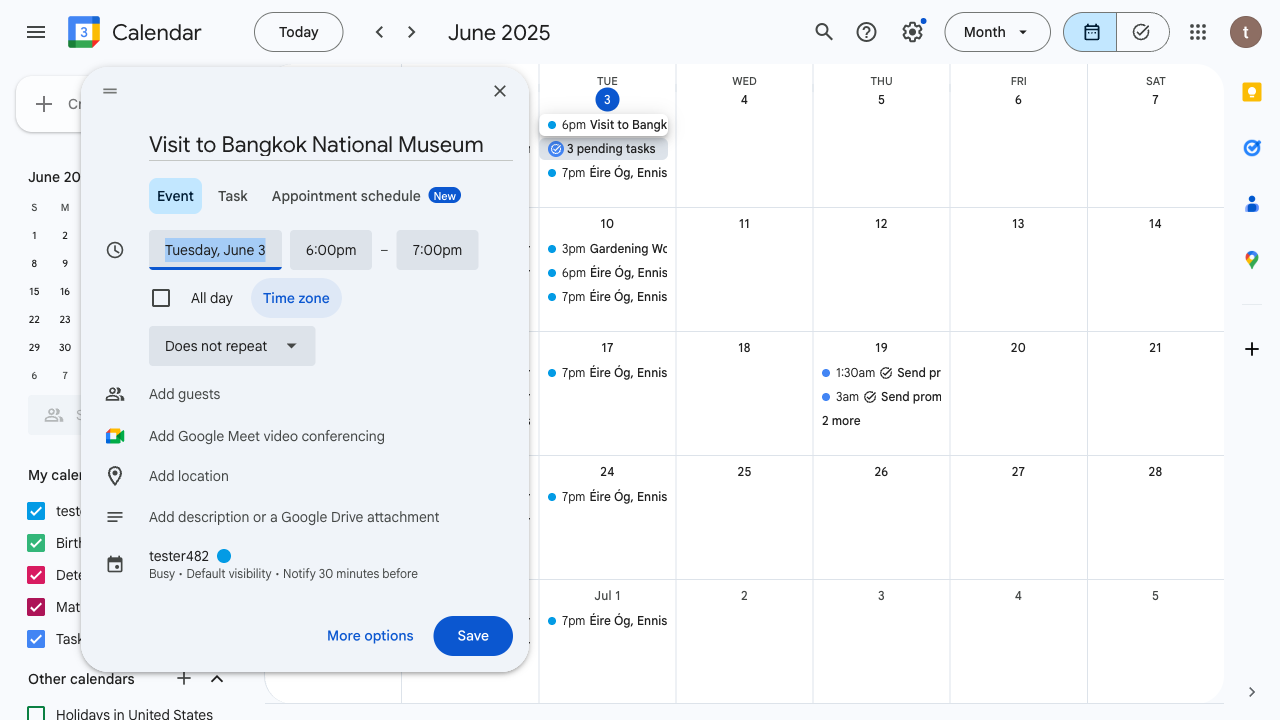 3
Calendar
Today
June 2025
Month
t
TUE
WED
THU
FRI
SAT
3
4
5
6
7
6pm Visit to Bangk
3 pending tasks
7pm Éire Óg, Ennis
10
11
12
13
14
3pm Gardening Wo
6pm Éire Óg, Ennis
7pm Éire Óg, Ennis
17
18
19
20
21
7pm Éire Óg, Ennis
1:30am Send pr
3am Send prom
2 more
24
25
26
27
28
7pm Éire Óg, Ennis
Jul 1
2
3
4
5
7pm Éire Óg, Ennis
Visit to Bangkok National Museum
Event
Task
Appointment schedule
New
Tuesday, June 3
6:00pm
–
7:00pm
All day
Time zone
Does not repeat
Add guests
Add Google Meet video conferencing
Add location
Add description or a Google Drive attachment
tester482
Busy • Default visibility • Notify 30 minutes before
More options
Save
June 20
S M
1 2
8 9
15 16
22 23
29 30
6 7
My cale
test
Birth
Mat
Task
Other calendars
Holidays in United States